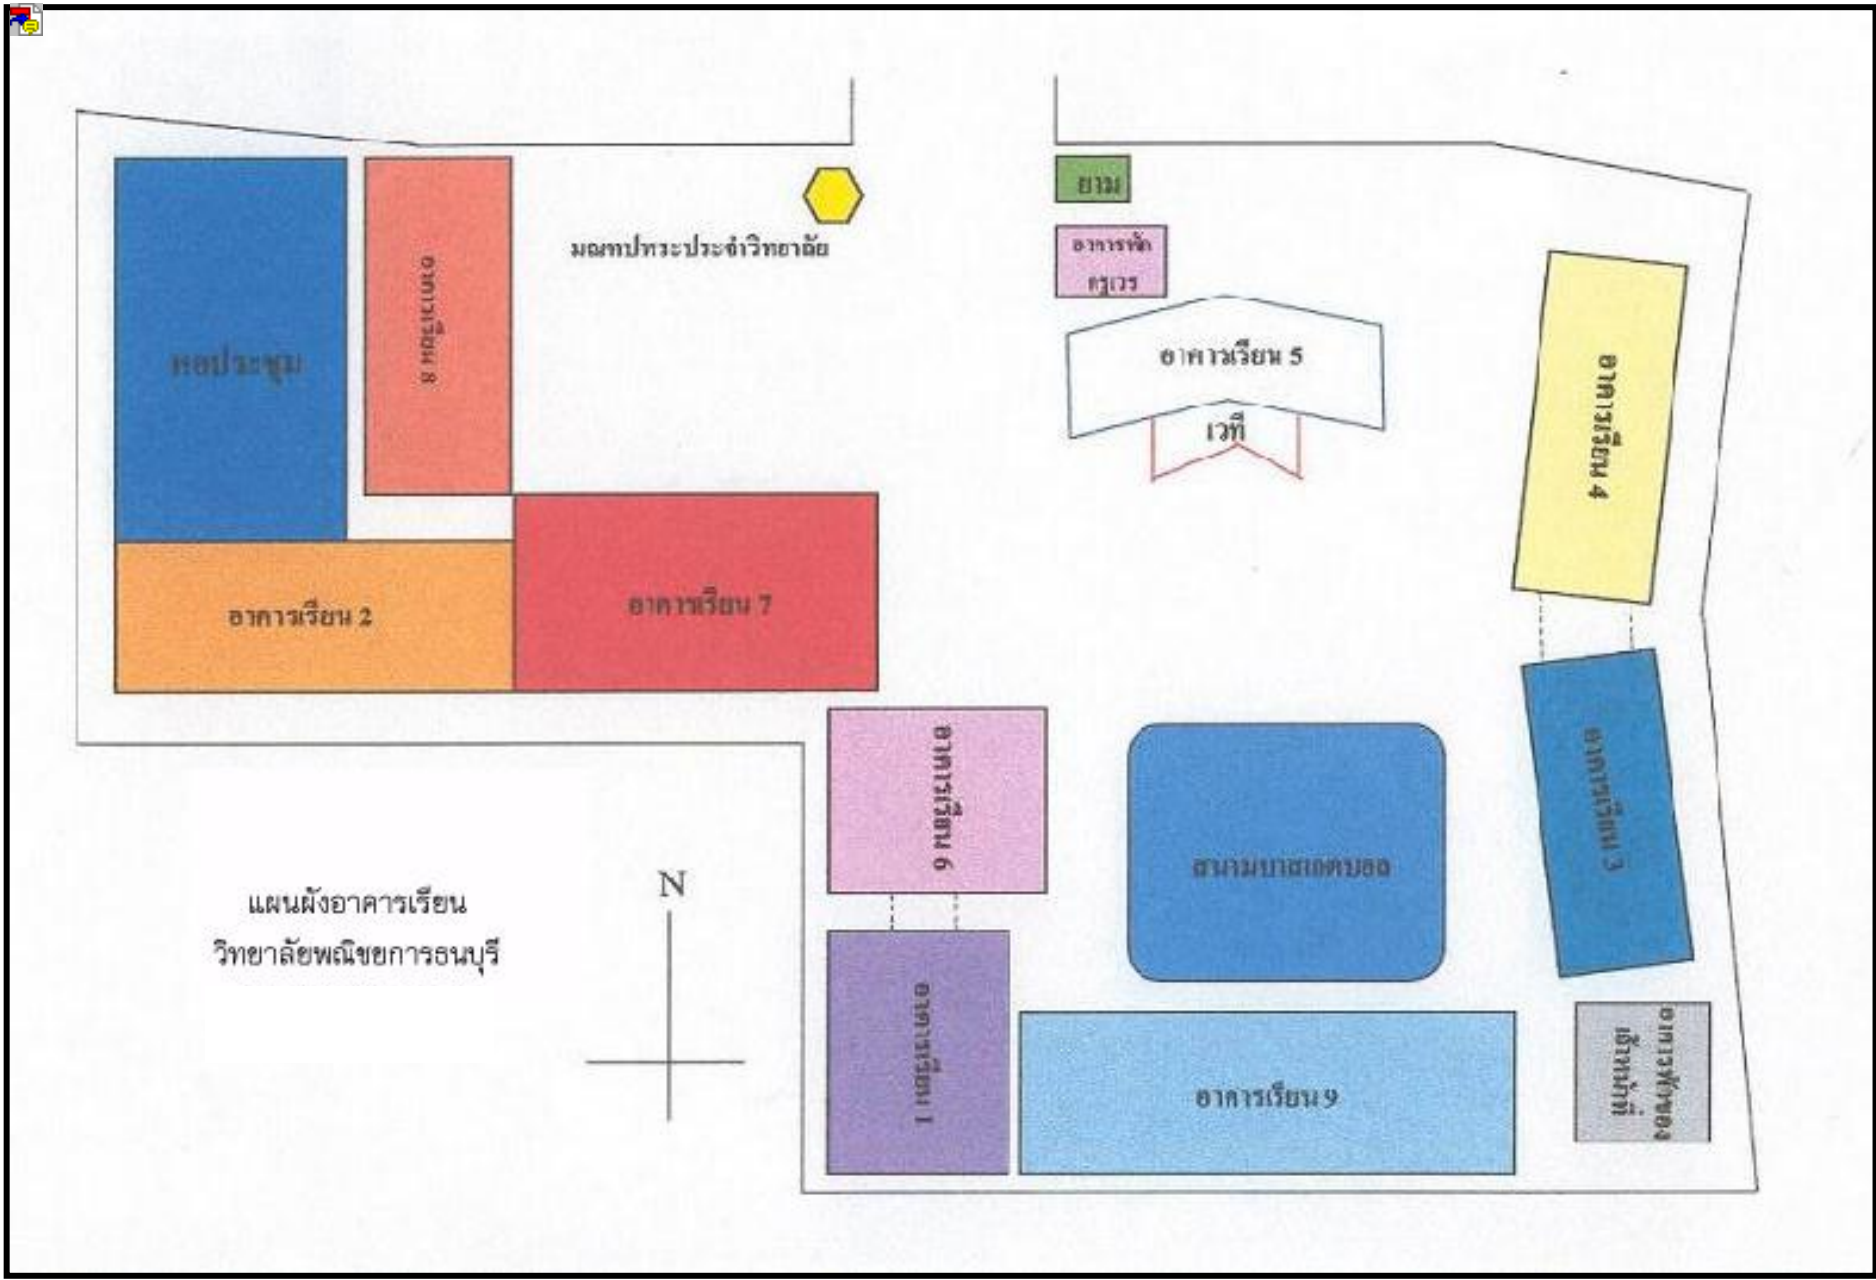 ยาม
มณฑปพระประจำวิทยาลัย
อาคารพัก
ครูเวร
หอประชุม
อาคารเรียน 8
อาคารเรียน 5
เวที
อาคารเรียน 4
อาคารเรียน 2
อาคารเรียน 7
อาคารเรียน 6
อาคารเรียน 3
สนามบาสเกตบอล
N
แผนผังอาคารเรียน
วิทยาลัยพณิชยการธนบุรี
อาคารเรียน 1
อาคารเรียน 9
อาคารพักของ
เจ้าหน้าที่